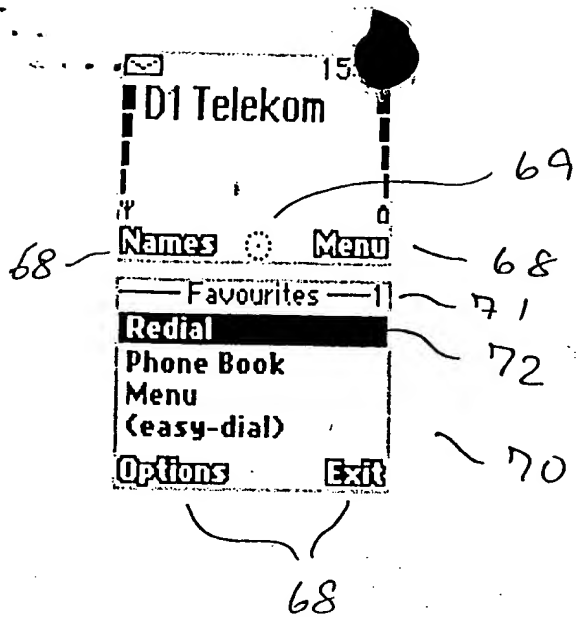 15
D1 Telekom
69
Names Menu
68 68
Favourites 1
71
Redial
72
Phone Book
Menu
(easy-dial)
70
Options Exit
68